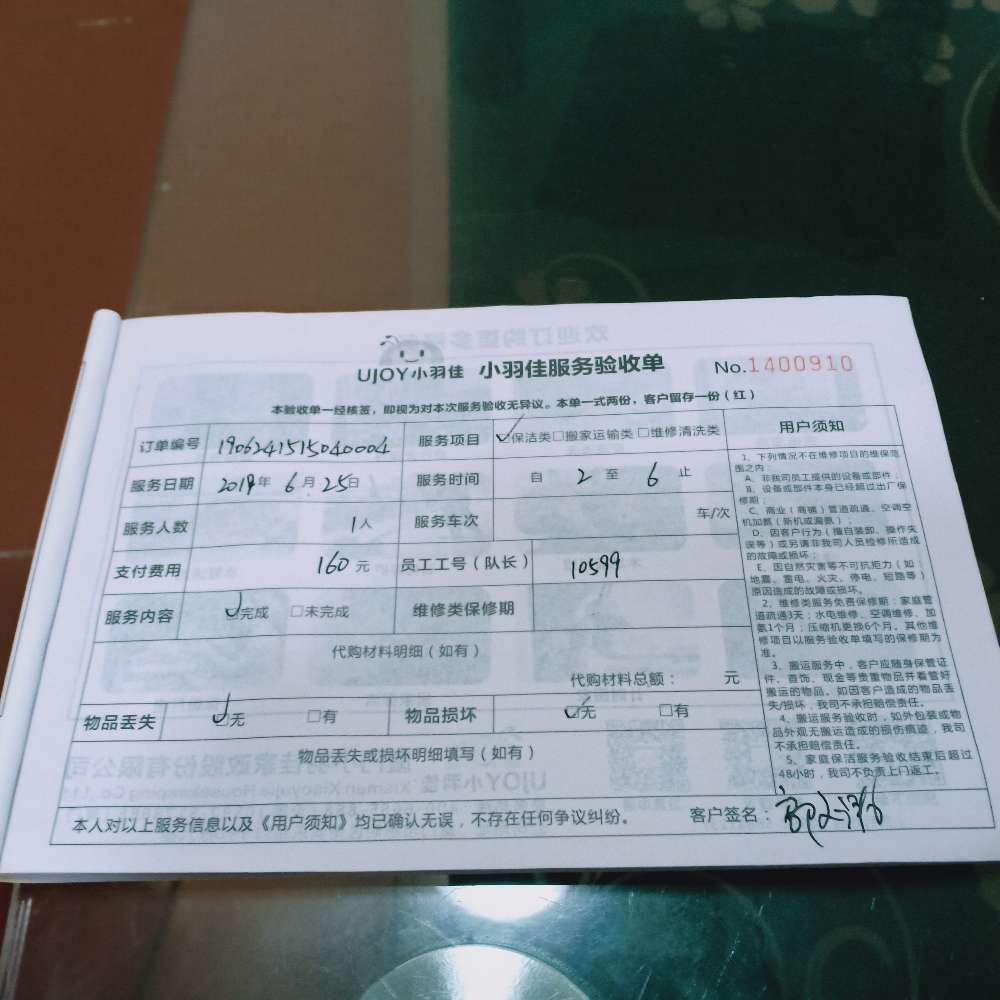 UJOY小羽佳 小羽佳服务验收单 No.1400910
本验收单一经核签，即视为对本次服务验收无异议。本单一式两份，客户留存一份（红）
订单编号 190624151504​0004 服务项目 ☑保洁类□搬家运输类□维修清洗类
服务日期 2019年 6月 25日 服务时间 自 2 至 6 止
服务人数 1人 服务车次 车/次
支付费用 160元 员工工号（队长） 10599
服务内容 ☑完成 □未完成 维修类保修期
代购材料明细（如有）
代购材料总额： 元
物品丢失 ☑无 □有 物品损坏 ☑无 □有
物品丢失或损坏明细填写（如有）
本人对以上服务信息以及《用户须知》均已确认无误，不存在任何争议纠纷。 客户签名：
用户须知
1、下列情况不在维修项目的维保范
围之内：
A、非我司员工提供的设备或部件；
B、设备或部件本身已经超过出厂保
修期；
C、商业（商铺）管道疏通、空调空
机加氨（新机或漏氨）；
D、因客户行为（擅自装卸、操作失
误等）或另请非我司人员检修所造成
的故障或损坏；
E、因自然灾害等不可抗拒力（如
地震、雷电、火灾、停电、短路等）
原因造成的故障或损坏。
2、维修类服务免费保修期：家庭管
道疏通3天；水电维修、空调维修、加
氨1个月；压缩机更换6个月。其他维
修项目以服务验收单填写的保修期为
准。
3、搬运服务中，客户应随身保管证
件、首饰、现金等贵重物品并看管好
搬运的物品。如因客户造成的物品丢
失/损坏，我司不承担赔偿责任。
4、搬运服务验收时，如外包装或物
品外观无搬运造成的损伤痕迹，我司
不承担赔偿责任。
5、家庭保洁服务验收结束后超过
48小时，我司不负责上门返工。